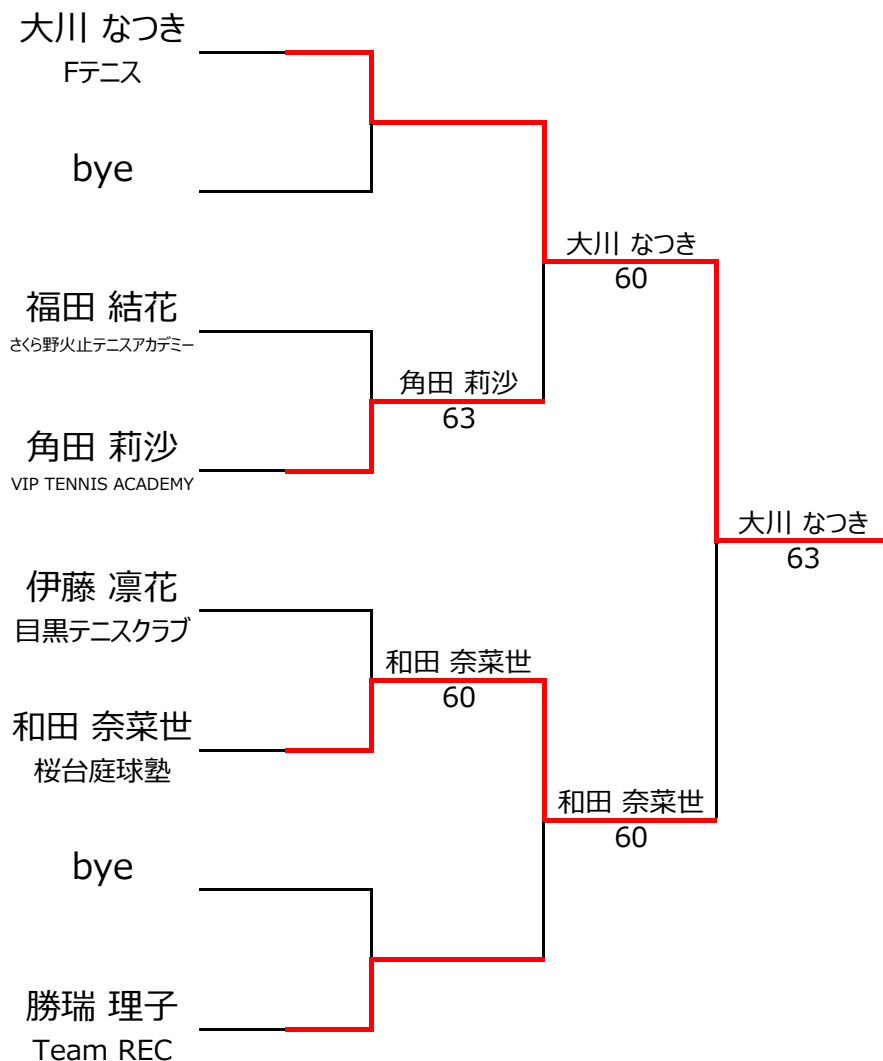 大川 なつき
Fテニス
bye
福田 結花
さくら野火止テニスアカデミー
角田 莉沙
VIP TENNIS ACADEMY
伊藤 凛花
目黒テニスクラブ
和田 奈菜世
桜台庭球塾
bye
勝瑞 理子
Team REC
角田 莉沙
63
和田 奈菜世
60
大川 なつき
60
和田 奈菜世
60
大川 なつき
63